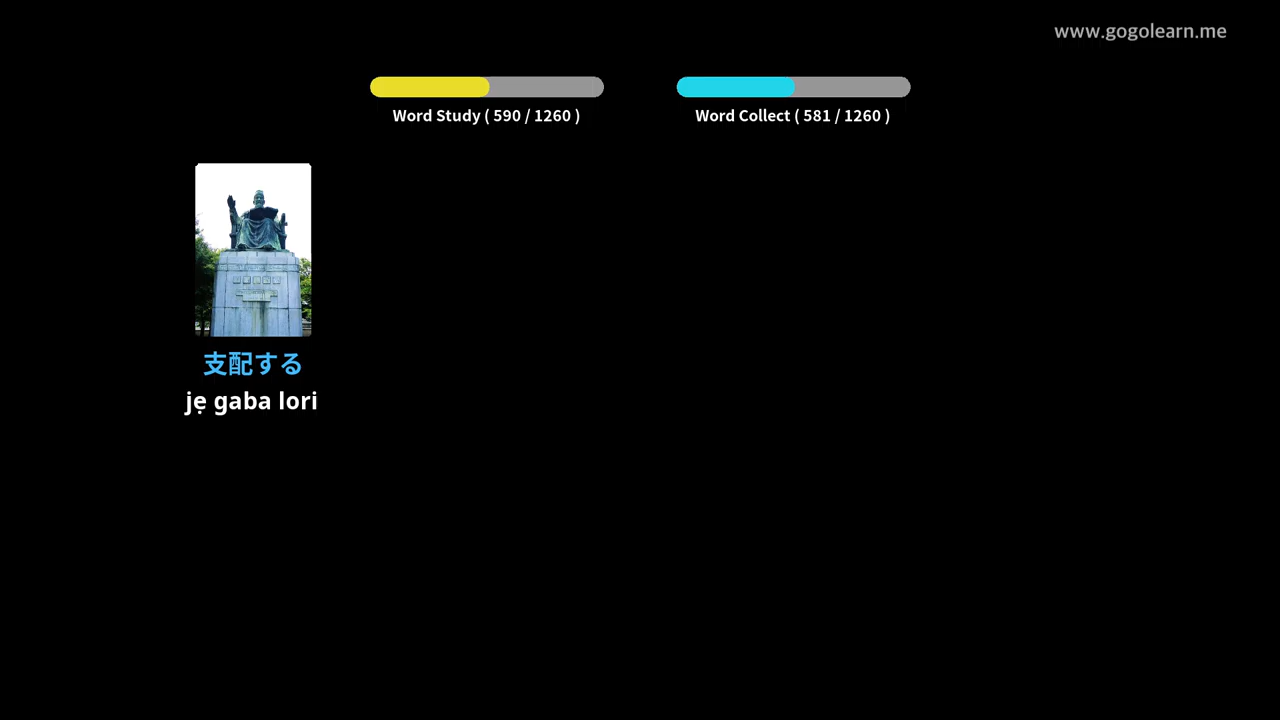 www.gogolearn.me
Word Study ( 590 / 1260 )
Word Collect ( 581 / 1260 )
支配する
jẹ gaba lori